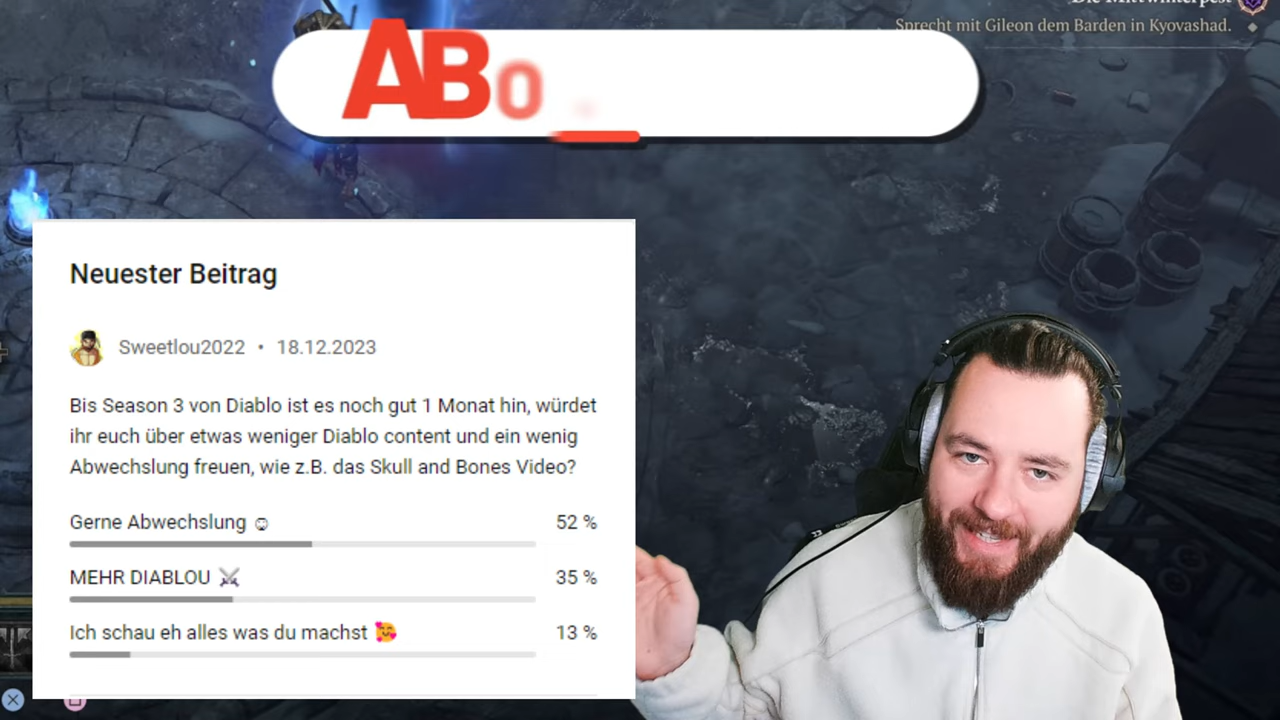 Sprecht mit Gileon dem Barden in Kyovashad.
ABo
Neuester Beitrag
Sweetlou2022 • 18.12.2023
Bis Season 3 von Diablo ist es noch gut 1 Monat hin, würdet
ihr euch über etwas weniger Diablo content und ein wenig
Abwechslung freuen, wie z.B. das Skull and Bones Video?
Gerne Abwechslung ☺ 52 %
MEHR DIABLOU ⚔ 35 %
Ich schau eh alles was du machst 🥰 13 %